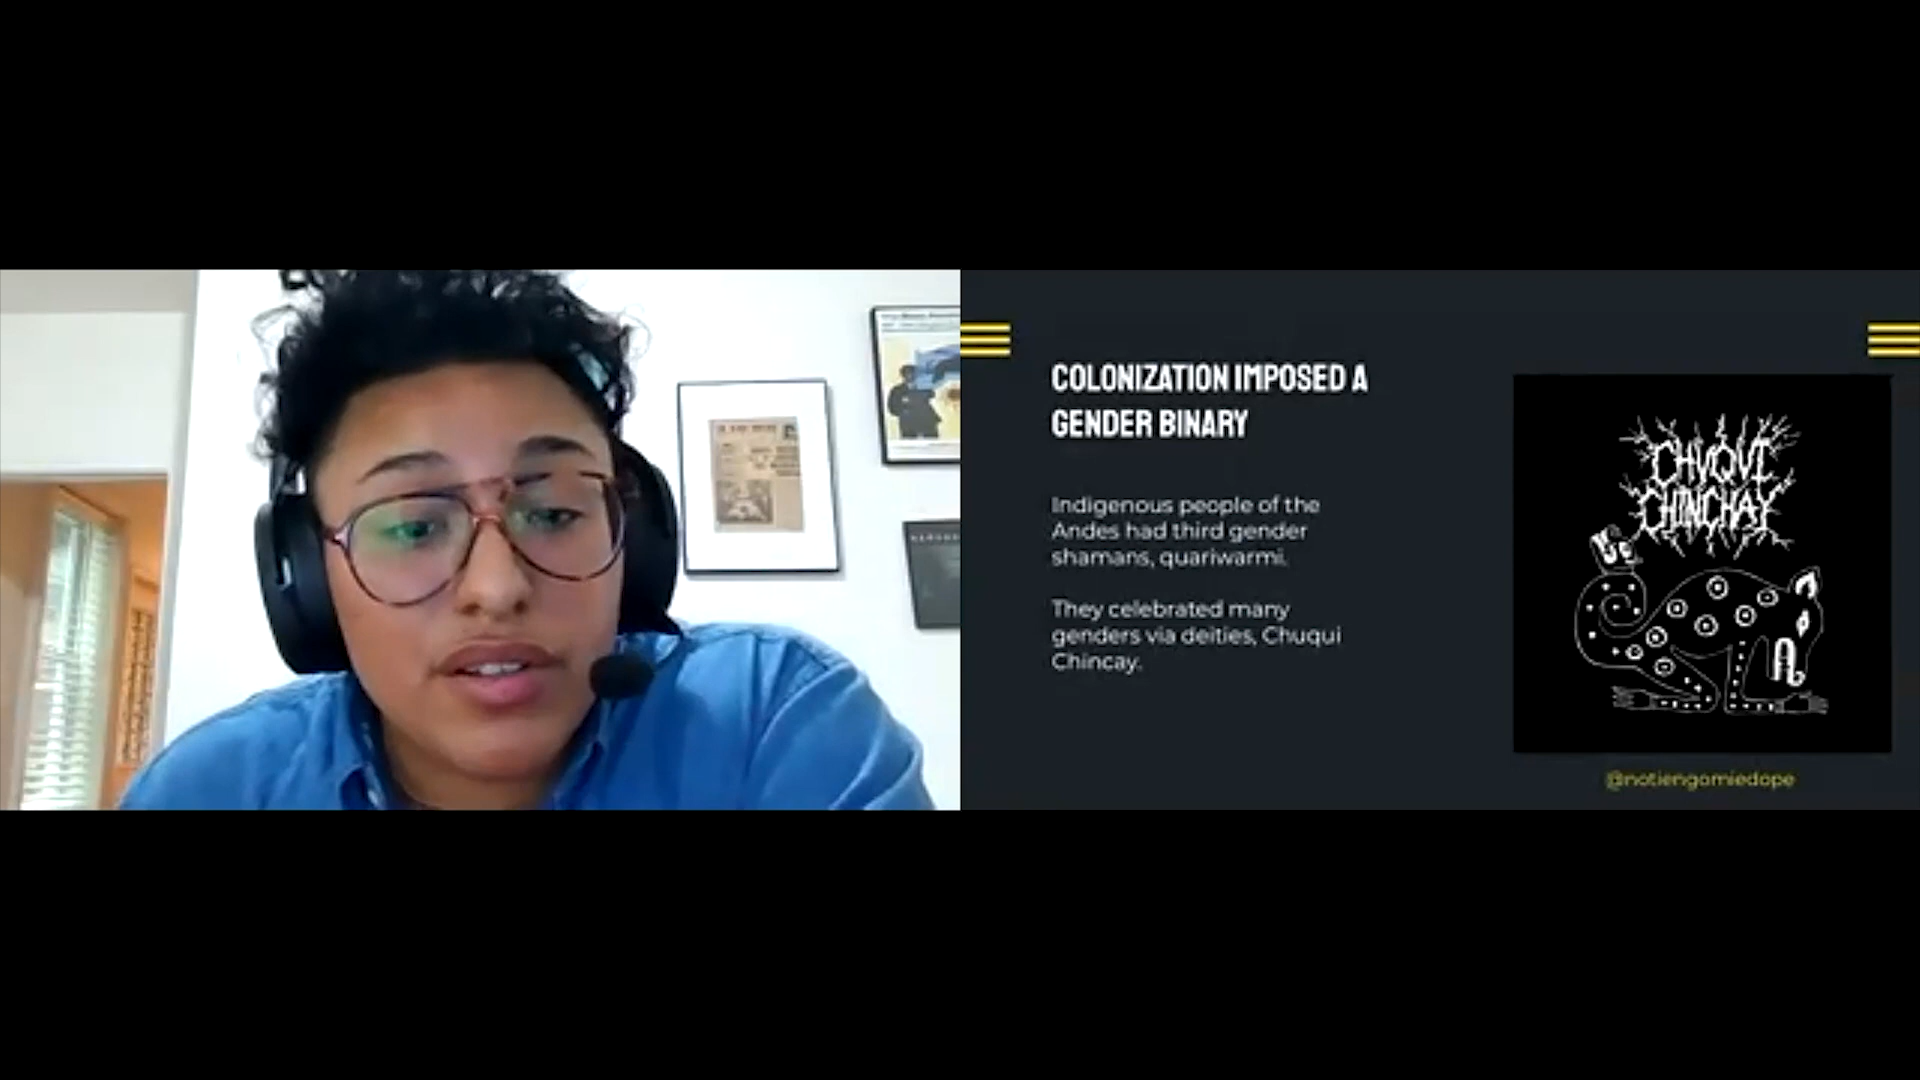 COLONIZATION IMPOSED A
GENDER BINARY
Indigenous people of the
Andes had third gender
shamans, quariwarmi.
They celebrated many
genders via deities, Chuqui
Chincay.
CHUQUI
CHINCHAY
@notiengomiedope